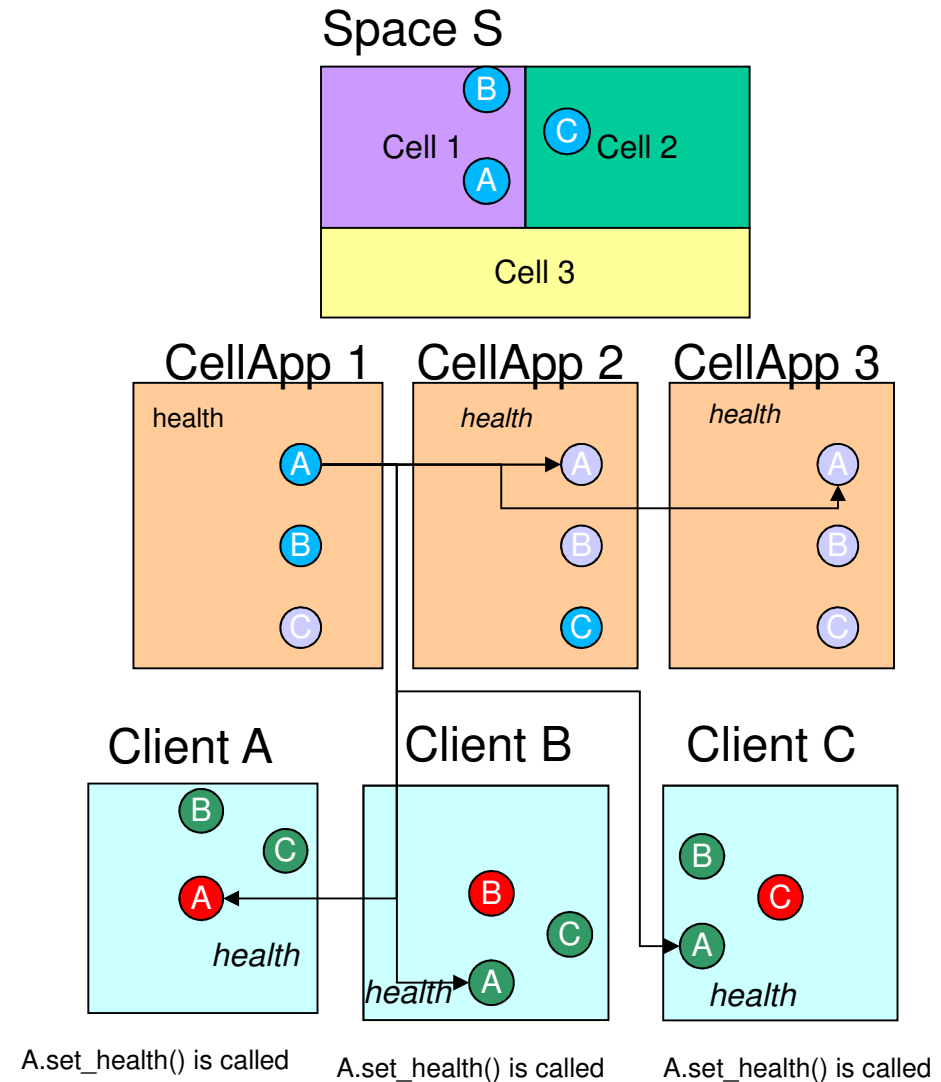 Space S
B
C
Cell 1
Cell 2
A
Cell 3
CellApp 1
CellApp 2
CellApp 3
health
health
health
A
A
A
B
B
B
C
C
C
Client A
Client B
Client C
B
C
A
health
B
C
A
health
B
C
A
health
A.set_health() is called
A.set_health() is called
A.set_health() is called